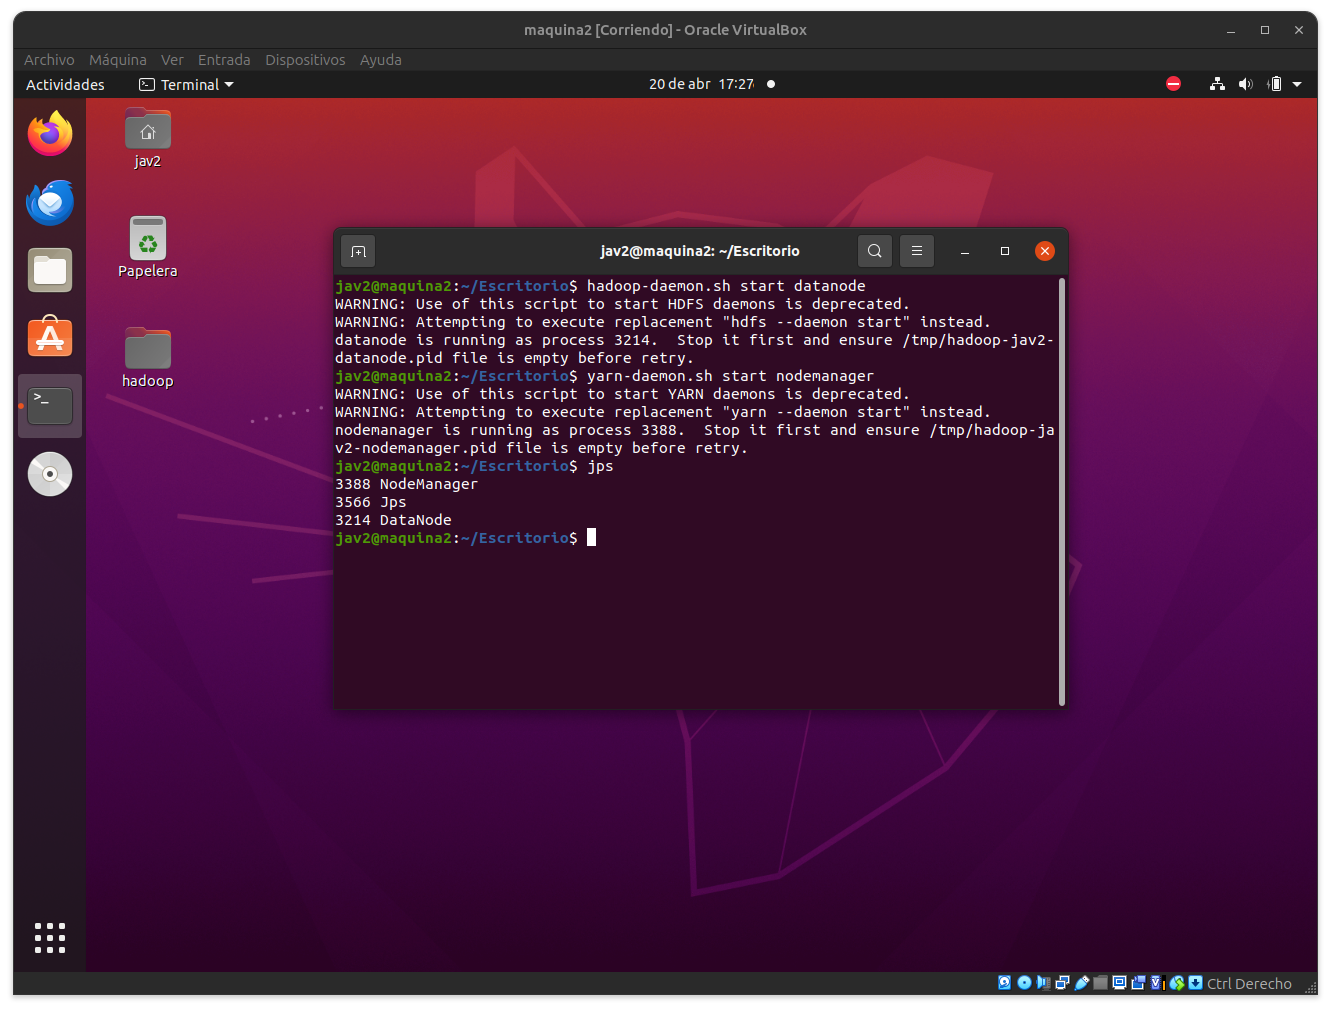 maquina2 [Corriendo] - Oracle VirtualBox
Archivo Máquina Ver Entrada Dispositivos Ayuda
Actividades Terminal 20 de abr 17:27
jav2
Papelera
hadoop
jav2@maquina2: ~/Escritorio
jav2@maquina2:~/Escritorio$ hadoop-daemon.sh start datanode
WARNING: Use of this script to start HDFS daemons is deprecated.
WARNING: Attempting to execute replacement "hdfs --daemon start" instead.
datanode is running as process 3214.  Stop it first and ensure /tmp/hadoop-jav2-
datanode.pid file is empty before retry.
jav2@maquina2:~/Escritorio$ yarn-daemon.sh start nodemanager
WARNING: Use of this script to start YARN daemons is deprecated.
WARNING: Attempting to execute replacement "yarn --daemon start" instead.
nodemanager is running as process 3388.  Stop it first and ensure /tmp/hadoop-ja
v2-nodemanager.pid file is empty before retry.
jav2@maquina2:~/Escritorio$ jps
3388 NodeManager
3566 Jps
3214 DataNode
jav2@maquina2:~/Escritorio$
Ctrl Derecho